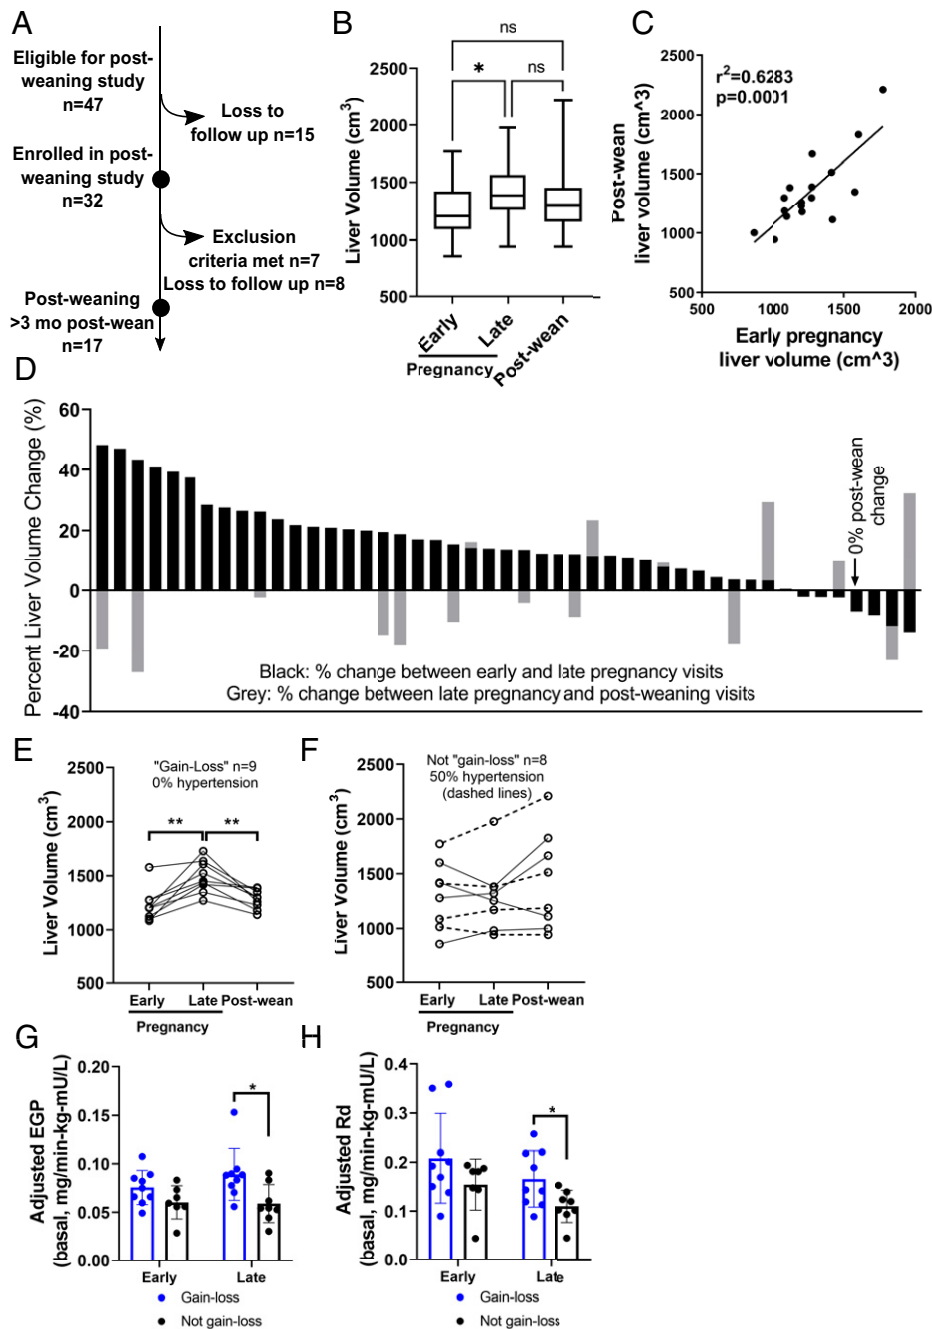 A
Eligible for post-
weaning study
n=47
Loss to
follow up n=15
Enrolled in post-
weaning study
n=32
Exclusion
criteria met n=7
Loss to follow up n=8
Post-weaning
>3 mo post-wean
n=17
B
ns
* ns
Liver Volume (cm3)
2500
2000
1500
1000
500
Early
Late
Post-wean
Pregnancy
C
r2=0.6283
p=0.0001
Post-wean
liver volume (cm^3)
2500
2000
1500
1000
500
500 1000 1500 2000
Early pregnancy
liver volume (cm^3)
D
Percent Liver Volume Change (%)
60
40
20
0
-20
-40
0% post-wean
change
Black: % change between early and late pregnancy visits
Grey: % change between late pregnancy and post-weaning visits
E
"Gain-Loss" n=9
0% hypertension
** **
Liver Volume (cm3)
2500
2000
1500
1000
500
Early Late Post-wean
Pregnancy
F
Not "gain-loss" n=8
50% hypertension
(dashed lines)
Liver Volume (cm3)
2500
2000
1500
1000
500
Early Late Post-wean
Pregnancy
G
Adjusted EGP
(basal, mg/min-kg-mU/L)
0.20
0.15
0.10
0.05
0.00
*
Early Late
Gain-loss
Not gain-loss
H
Adjusted Rd
(basal, mg/min-kg-mU/L)
0.4
0.3
0.2
0.1
0.0
*
Early Late
Gain-loss
Not gain-loss